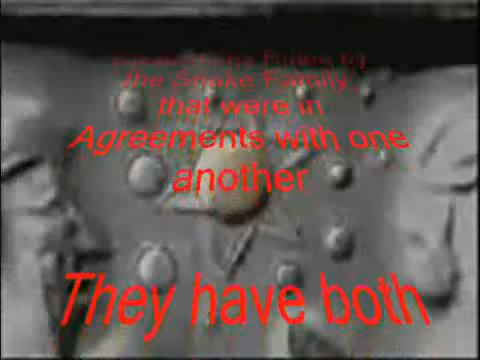 Ruled by
the Snake Family,
that were in
Agreements with one
another
They have both